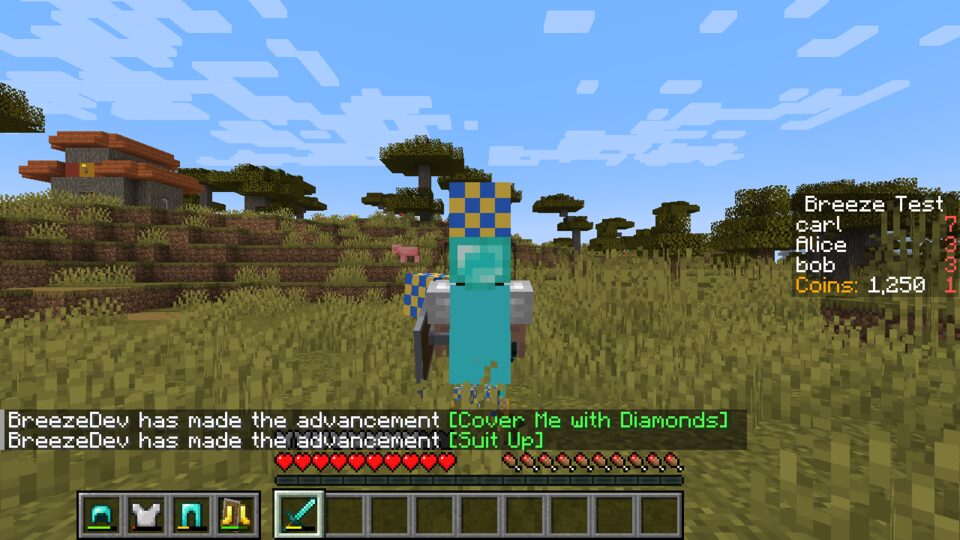 Breeze Test
carl 7
Alice 3
bob 3
Coins: 1,250 1
BreezeDev has made the advancement [Cover Me with Diamonds]
BreezeDev has made the advancement [Suit Up]